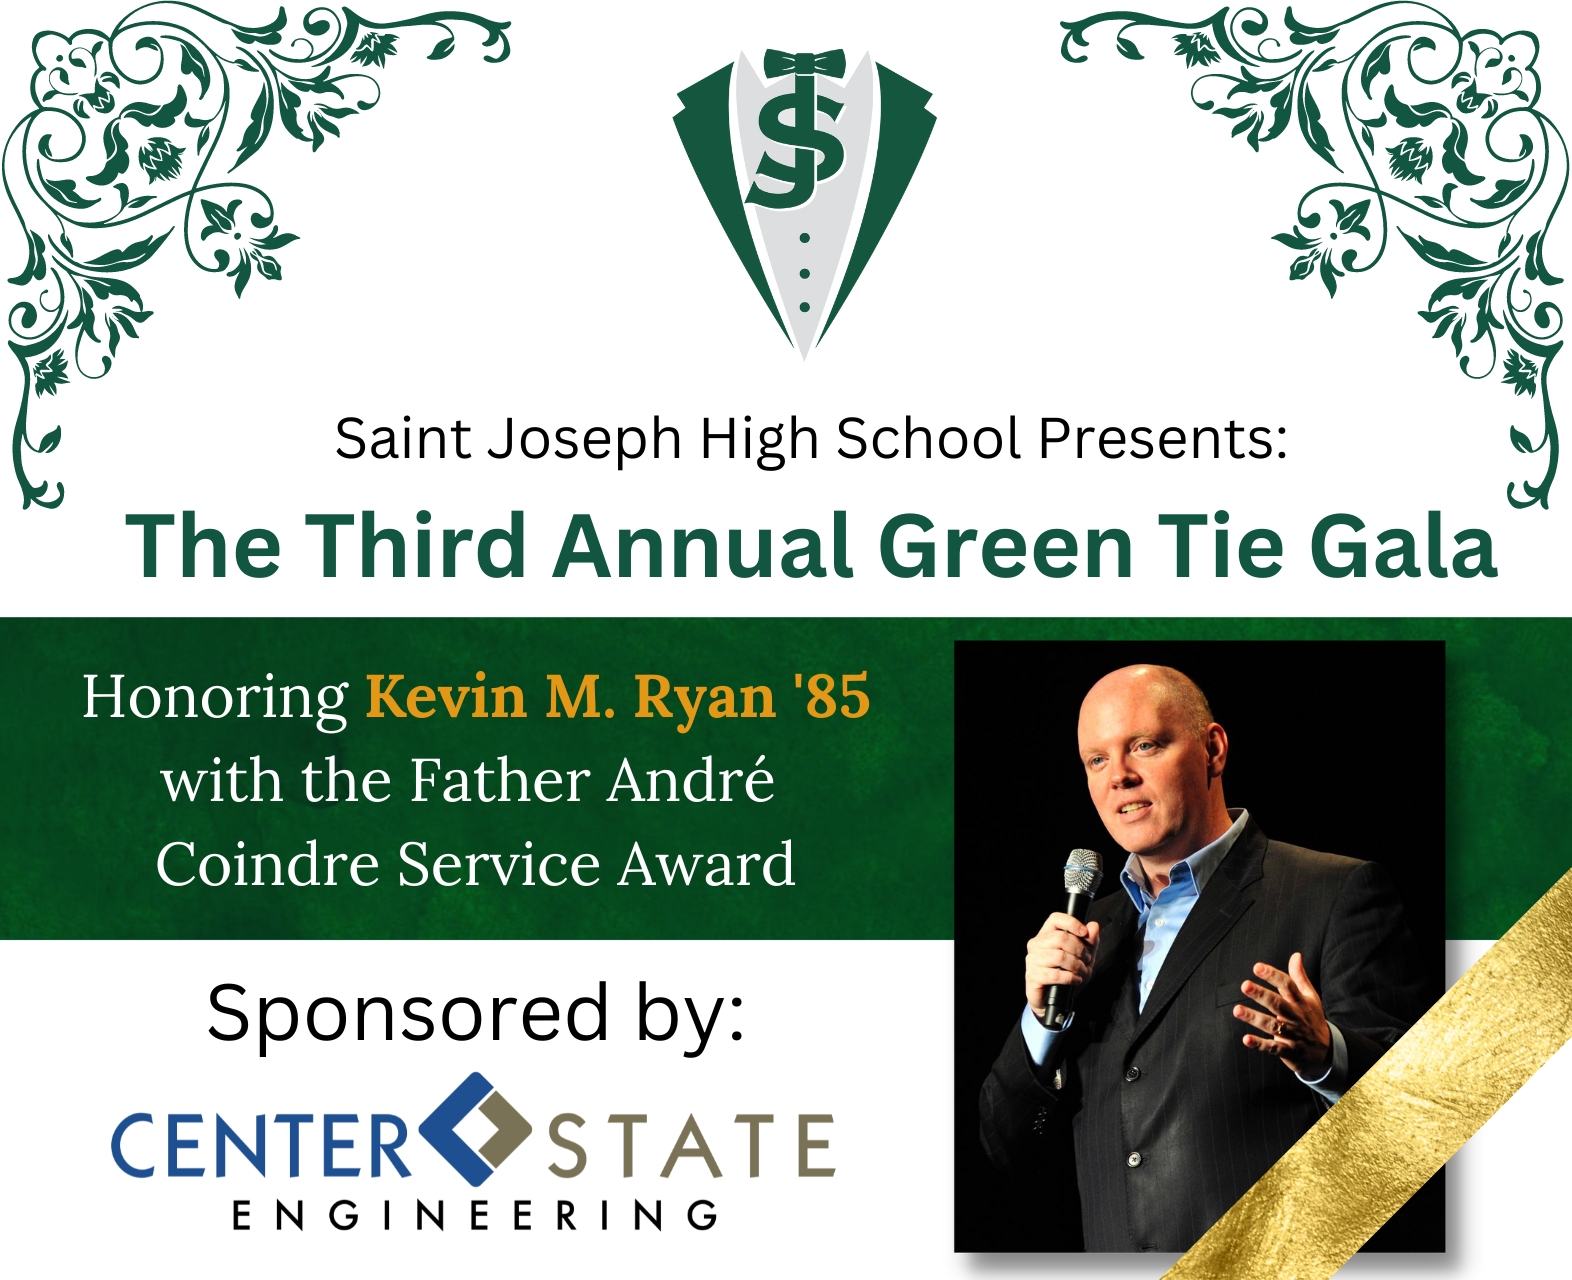 SJ
Saint Joseph High School Presents:
The Third Annual Green Tie Gala
Honoring Kevin M. Ryan '85
with the Father André
Coindre Service Award
Sponsored by:
CENTER STATE
ENGINEERING